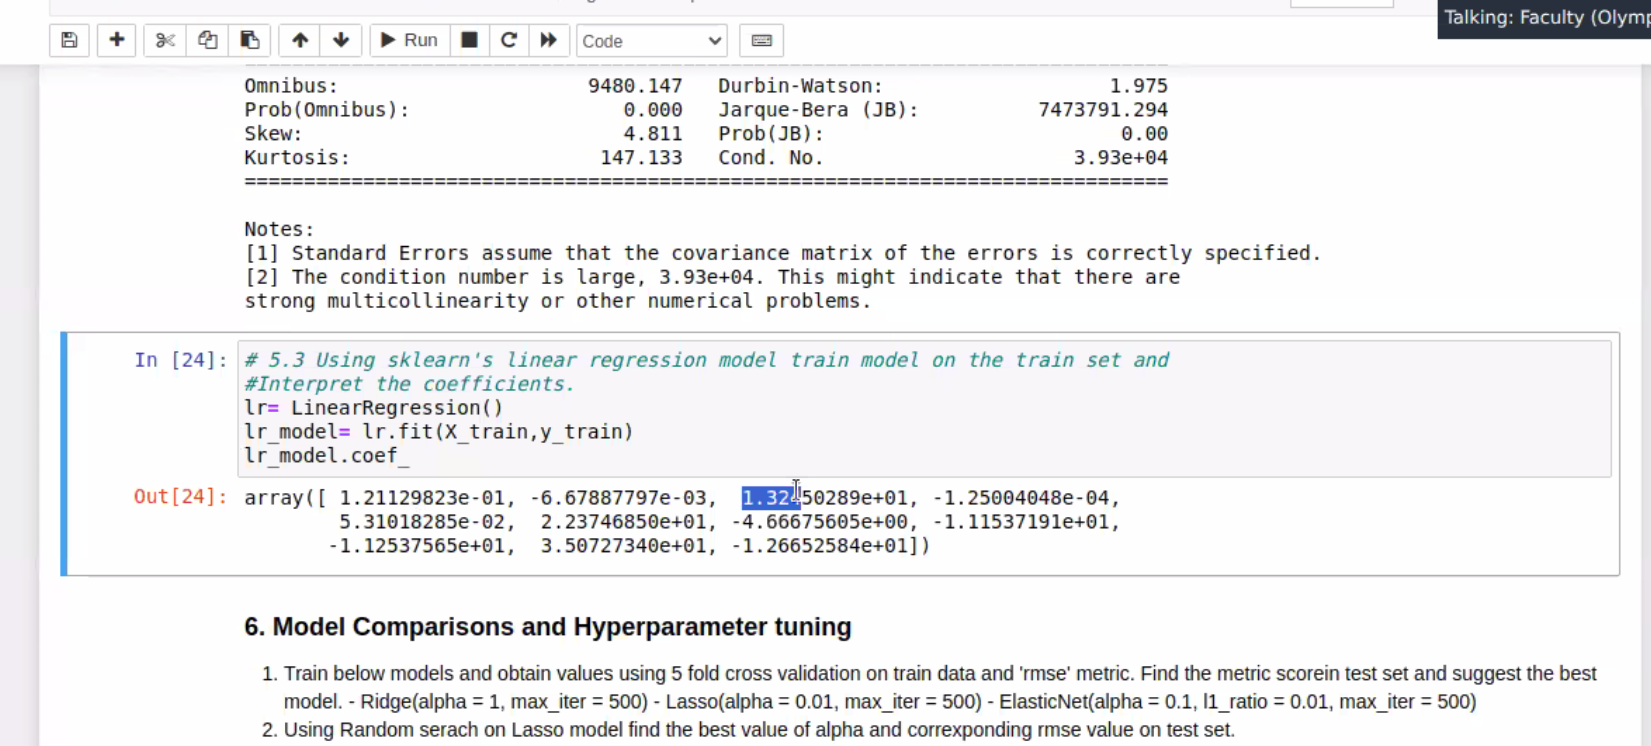 Talking: Faculty (Olymp
Run
Code
Omnibus: 9480.147 Durbin-Watson: 1.975
Prob(Omnibus): 0.000 Jarque-Bera (JB): 7473791.294
Skew: 4.811 Prob(JB): 0.00
Kurtosis: 147.133 Cond. No. 3.93e+04
==============================================================================
Notes:
[1] Standard Errors assume that the covariance matrix of the errors is correctly specified.
[2] The condition number is large, 3.93e+04. This might indicate that there are
strong multicollinearity or other numerical problems.
In [24]: # 5.3 Using sklearn's linear regression model train model on the train set and
#Interpret the coefficients.
lr= LinearRegression()
lr_model= lr.fit(X_train,y_train)
lr_model.coef_
Out[24]: array([ 1.21129823e-01, -6.67887797e-03, 1.32 50289e+01, -1.25004048e-04,
5.31018285e-02, 2.23746850e+01, -4.66675605e+00, -1.11537191e+01,
-1.12537565e+01, 3.50727340e+01, -1.26652584e+01])
6. Model Comparisons and Hyperparameter tuning
1. Train below models and obtain values using 5 fold cross validation on train data and 'rmse' metric. Find the metric scorein test set and suggest the best
model. - Ridge(alpha = 1, max_iter = 500) - Lasso(alpha = 0.01, max_iter = 500) - ElasticNet(alpha = 0.1, l1_ratio = 0.01, max_iter = 500)
2. Using Random serach on Lasso model find the best value of alpha and correxponding rmse value on test set.